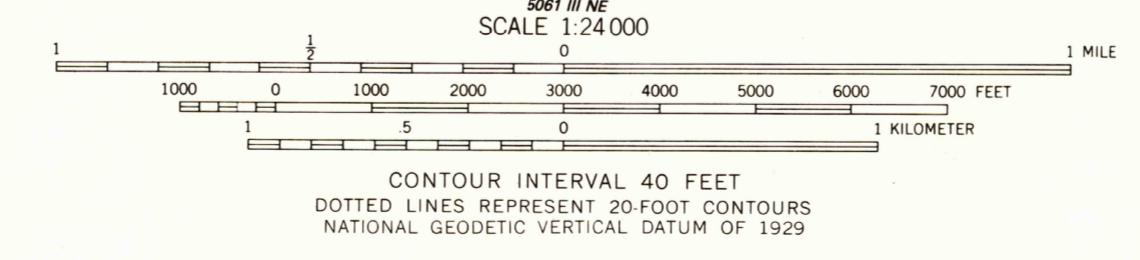 5061 III NE
SCALE 1:24 000
1 1/2 0 1 MILE
1000 0 1000 2000 3000 4000 5000 6000 7000 FEET
1 .5 0 1 KILOMETER
CONTOUR INTERVAL 40 FEET
DOTTED LINES REPRESENT 20-FOOT CONTOURS
NATIONAL GEODETIC VERTICAL DATUM OF 1929